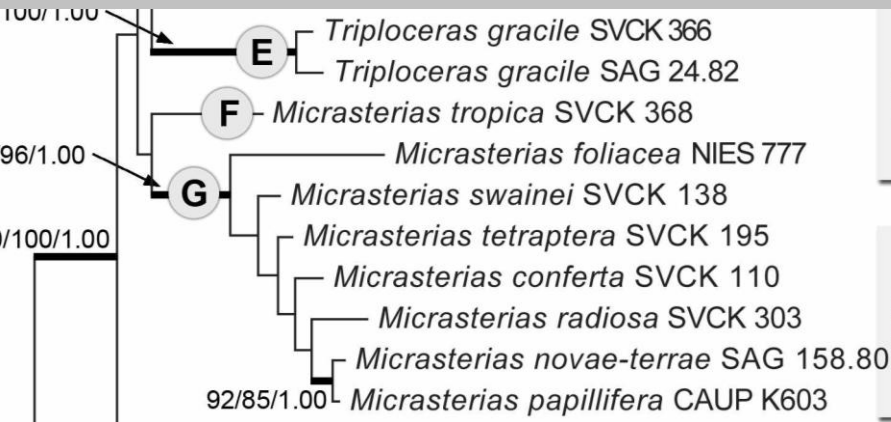 100/1.00
E
Triploceras gracile SVCK 366
Triploceras gracile SAG 24.82
F
Micrasterias tropica SVCK 368
96/1.00
Micrasterias foliacea NIES 777
G
Micrasterias swainei SVCK 138
/100/1.00
Micrasterias tetraptera SVCK 195
Micrasterias conferta SVCK 110
Micrasterias radiosa SVCK 303
Micrasterias novae-terrae SAG 158.80
92/85/1.00
Micrasterias papillifera CAUP K603